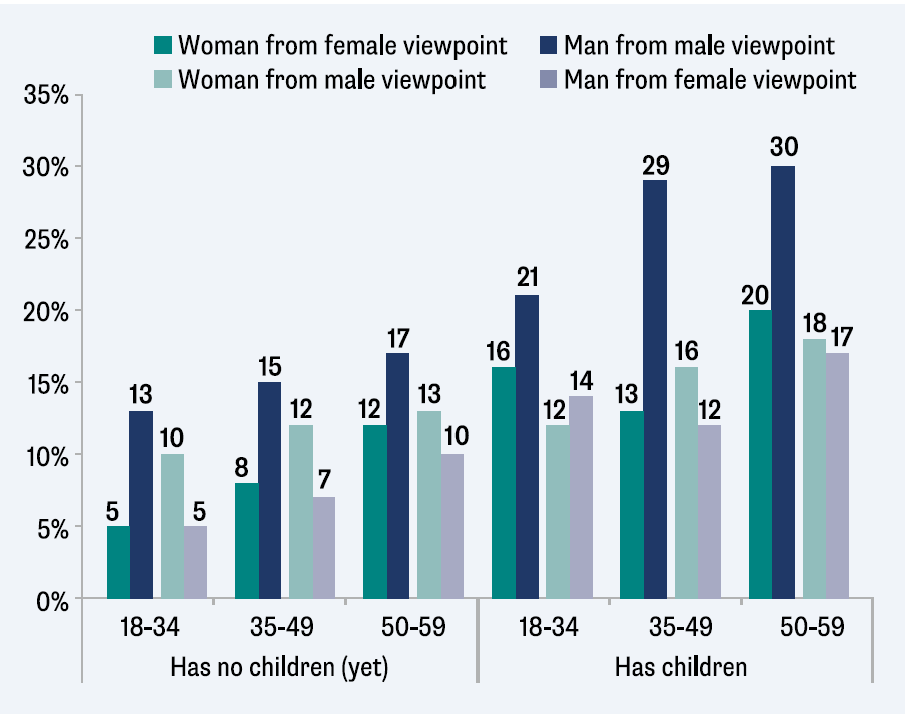 Woman from female viewpoint
Man from male viewpoint
Woman from male viewpoint
Man from female viewpoint
35%
30%
25%
20%
15%
10%
5%
0%
5 13 10 5
8 15 12 7
12 17 13 10
16 21 12 14
13 29 16 12
20 30 18 17
18-34 35-49 50-59 18-34 35-49 50-59
Has no children (yet) Has children